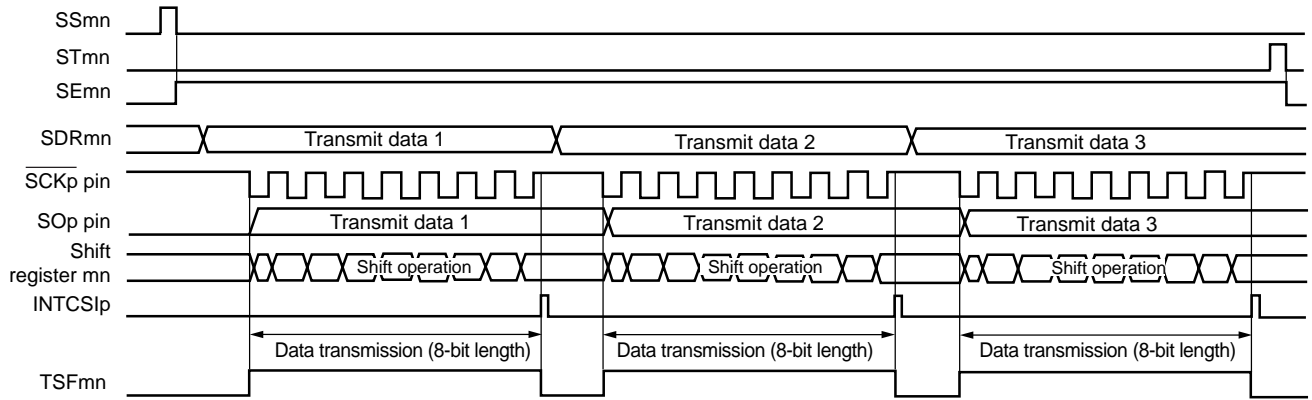 SSmn
STmn
SEmn
SDRmn Transmit data 1 Transmit data 2 Transmit data 3
SCKp pin
SOp pin Transmit data 1 Transmit data 2 Transmit data 3
Shift
register mn Shift operation Shift operation Shift operation
INTCSIp
Data transmission (8-bit length) Data transmission (8-bit length) Data transmission (8-bit length)
TSFmn